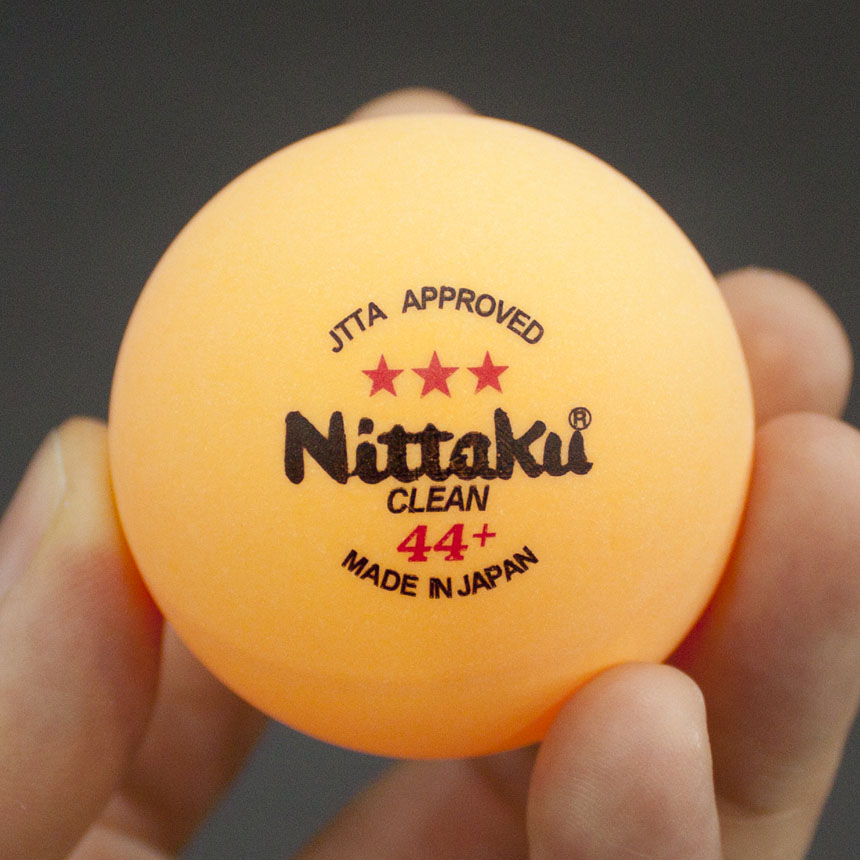 JTTA APPROVED
★★★
Nittaku®
CLEAN
44+
MADE IN JAPAN